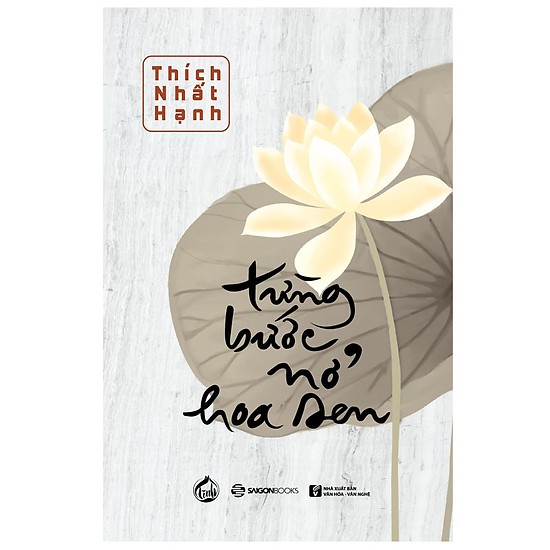 Thích
Nhất
Hạnh
từng
bước
nở
hoa sen
SAIGONBOOKS
NHÀ XUẤT BẢN
VĂN HÓA - VĂN NGHỆ